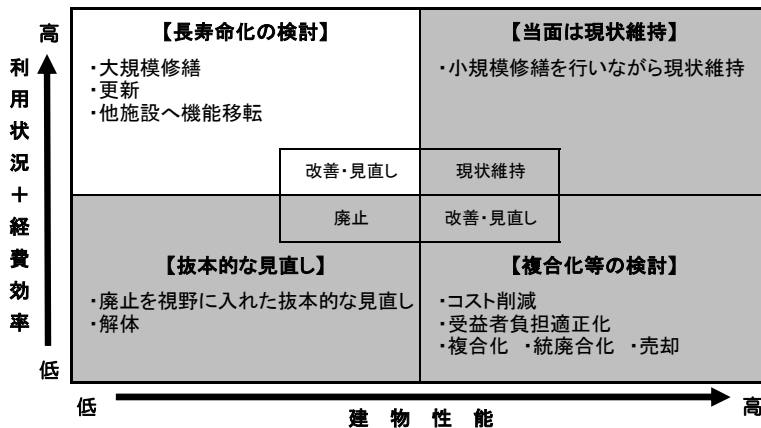 高
利用状況＋経費効率
低
【長寿命化の検討】
・大規模修繕
・更新
・他施設へ機能移転
【当面は現状維持】
・小規模修繕を行いながら現状維持
改善・見直し
現状維持
廃止
改善・見直し
【抜本的な見直し】
・廃止を視野に入れた抜本的な見直し
・解体
【複合化等の検討】
・コスト削減
・受益者負担適正化
・複合化 ・統廃合化 ・売却
低
建物性能
高